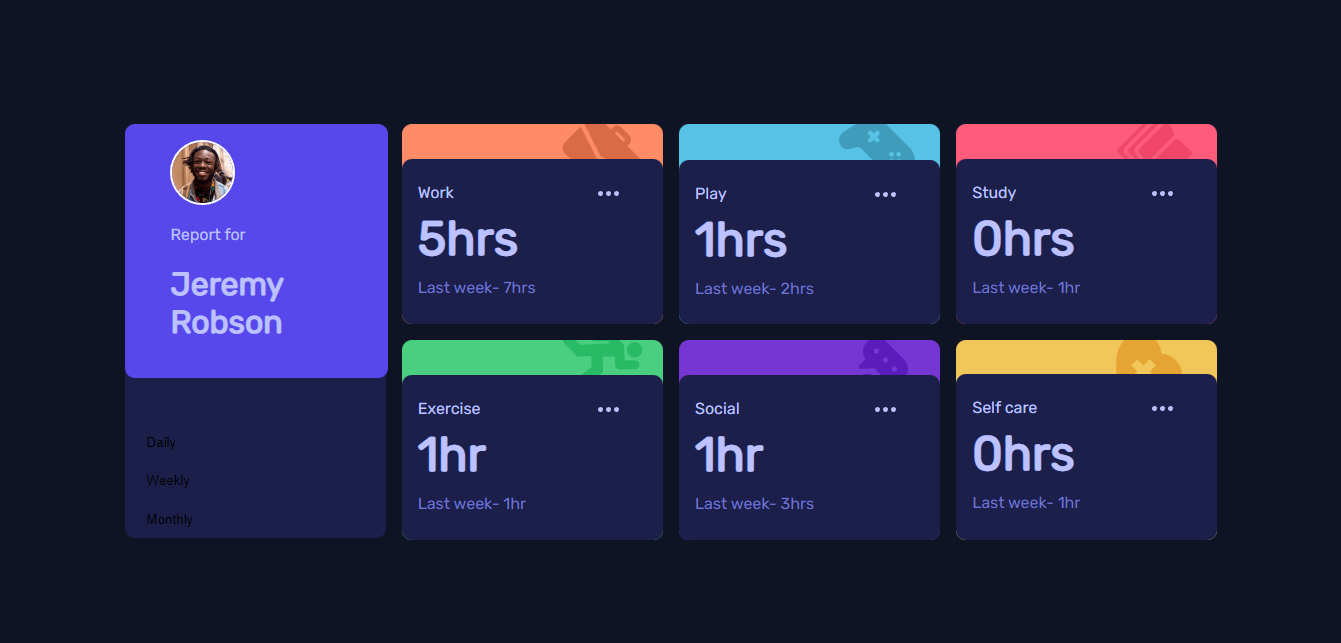 Report for
Jeremy
Robson
Daily
Weekly
Monthly
Work
5hrs
Last week- 7hrs
Play
1hrs
Last week- 2hrs
Study
0hrs
Last week- 1hr
Exercise
1hr
Last week- 1hr
Social
1hr
Last week- 3hrs
Self care
0hrs
Last week- 1hr